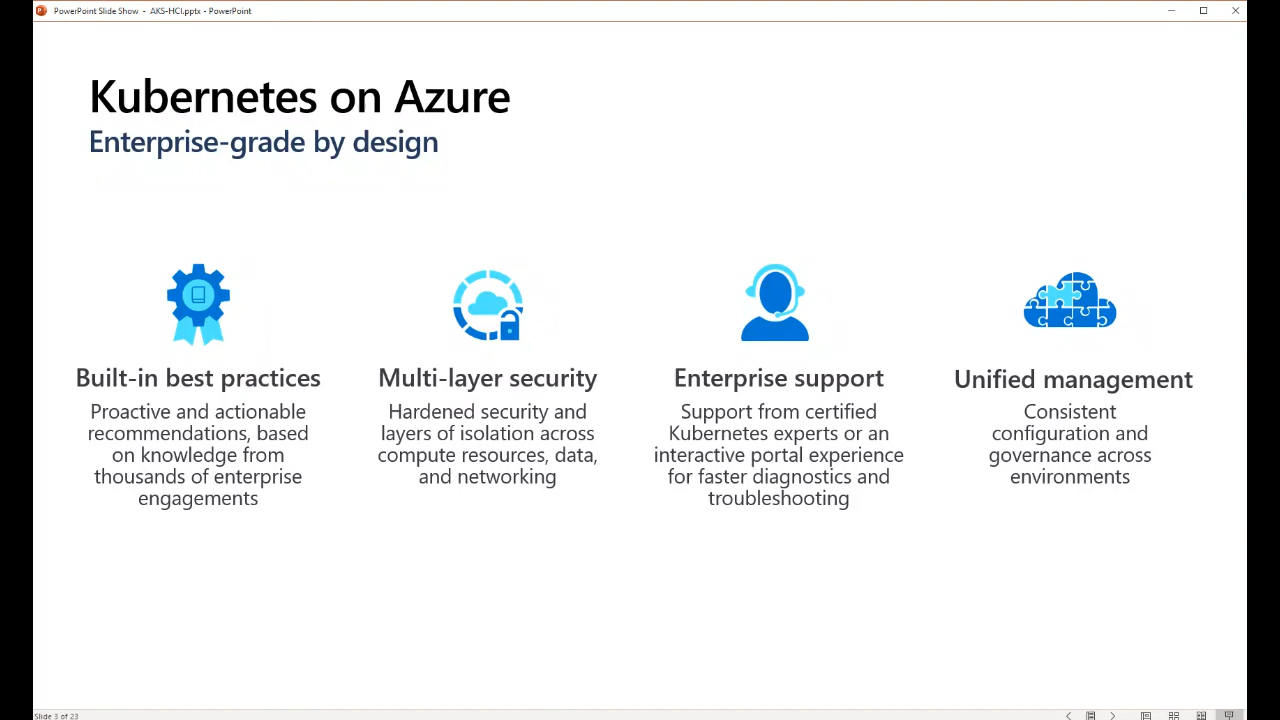 PowerPoint Slide Show - AKS-HCI.pptx - PowerPoint
Kubernetes on Azure
Enterprise-grade by design
Built-in best practices
Proactive and actionable
recommendations, based
on knowledge from
thousands of enterprise
engagements
Multi-layer security
Hardened security and
layers of isolation across
compute resources, data,
and networking
Enterprise support
Support from certified
Kubernetes experts or an
interactive portal experience
for faster diagnostics and
troubleshooting
Unified management
Consistent
configuration and
governance across
environments
Slide 3 of 23